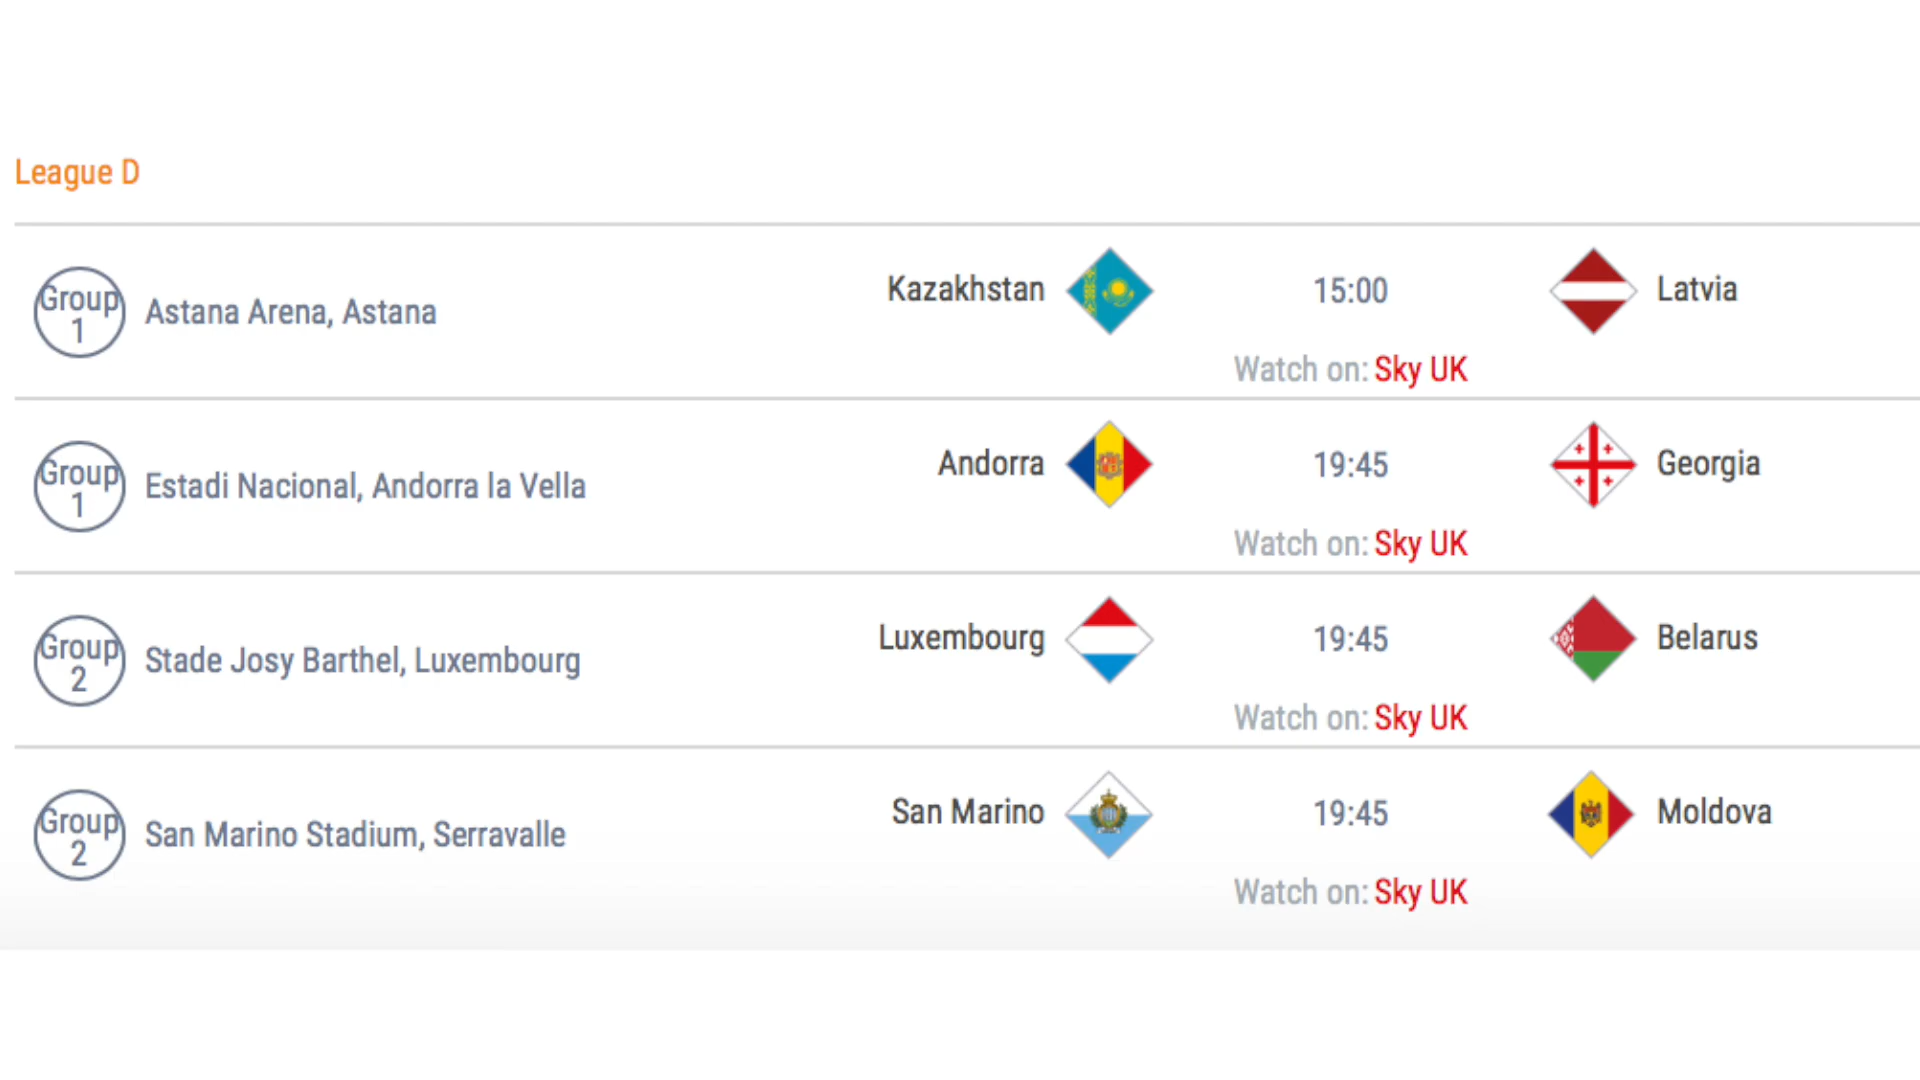 League D
Group
1
Astana Arena, Astana
Kazakhstan
15:00
Latvia
Watch on: Sky UK
Group
1
Estadi Nacional, Andorra la Vella
Andorra
19:45
Georgia
Watch on: Sky UK
Group
2
Stade Josy Barthel, Luxembourg
Luxembourg
19:45
Belarus
Watch on: Sky UK
Group
2
San Marino Stadium, Serravalle
San Marino
19:45
Moldova
Watch on: Sky UK